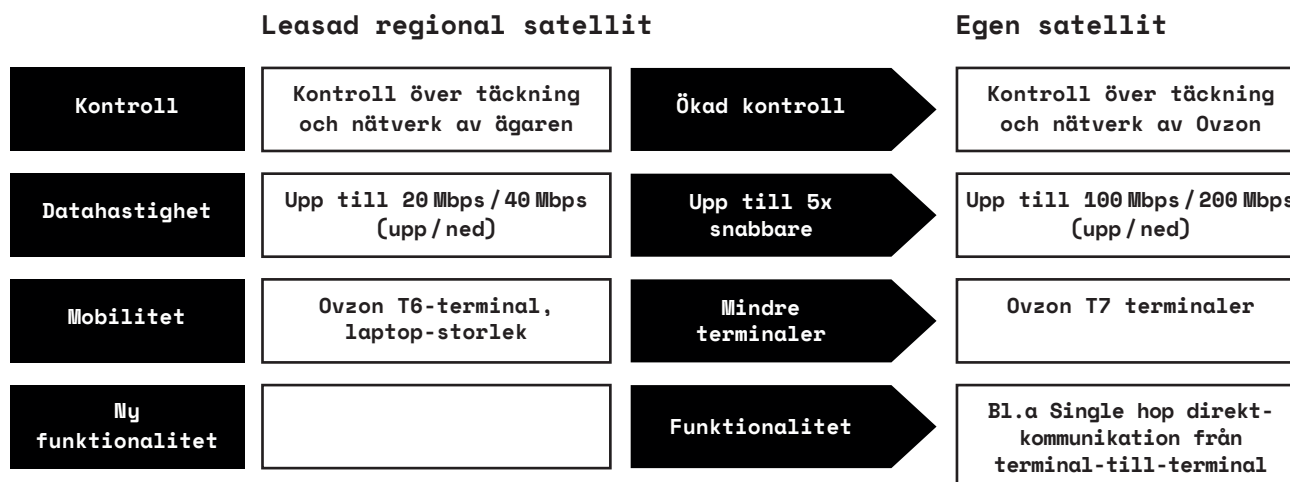 Leasad regional satellit
Egen satellit
Kontroll
Kontroll över täckning
och nätverk av ägaren
Ökad kontroll
Kontroll över täckning
och nätverk av Ovzon
Datahastighet
Upp till 20 Mbps / 40 Mbps
(upp / ned)
Upp till 5x
snabbare
Upp till 100 Mbps / 200 Mbps
(upp / ned)
Mobilitet
Ovzon T6-terminal,
laptop-storlek
Mindre
terminaler
Ovzon T7 terminaler
Ny
funktionalitet
Funktionalitet
Bl.a Single hop direkt-
kommunikation från
terminal-till-terminal